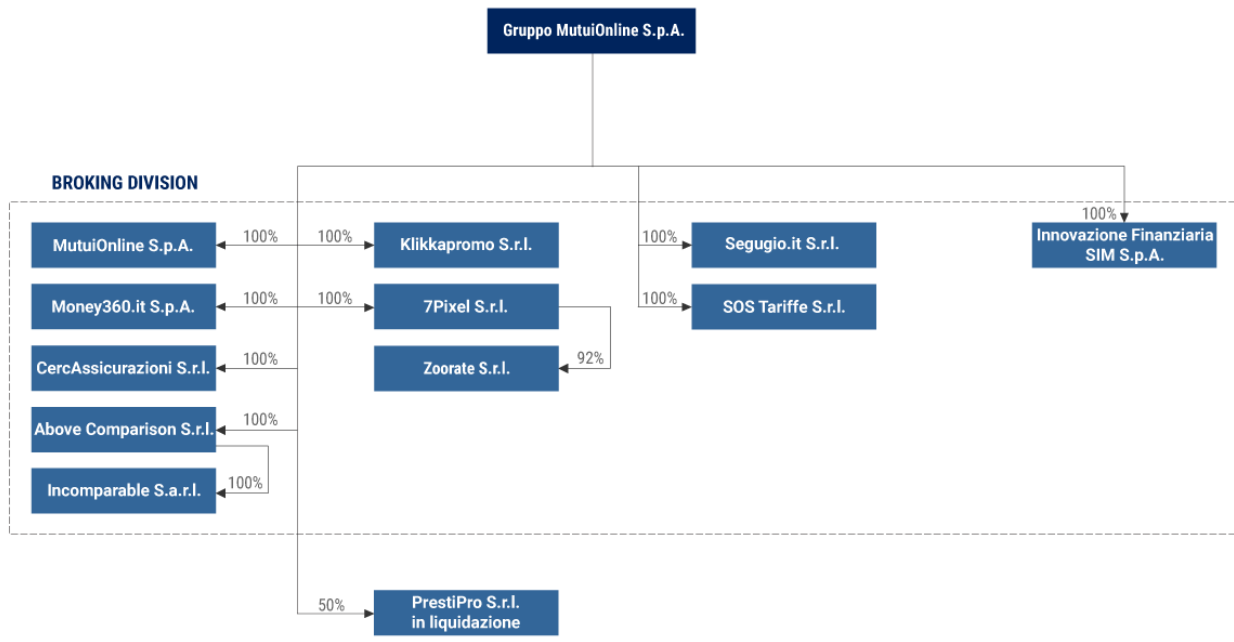 Gruppo MutuiOnline S.p.A.
BROKING DIVISION
100%
MutuiOnline S.p.A.
100%
100%
Klikkapromo S.r.l.
100%
Segugio.it S.r.l.
Innovazione Finanziaria
SIM S.p.A.
Money360.it S.p.A.
100%
100%
7Pixel S.r.l.
100%
SOS Tariffe S.r.l.
CercAssicurazioni S.r.l.
100%
Zoorate S.r.l.
92%
Above Comparison S.r.l.
100%
Incomparable S.a.r.l.
100%
50%
PrestiPro S.r.l.
in liquidazione